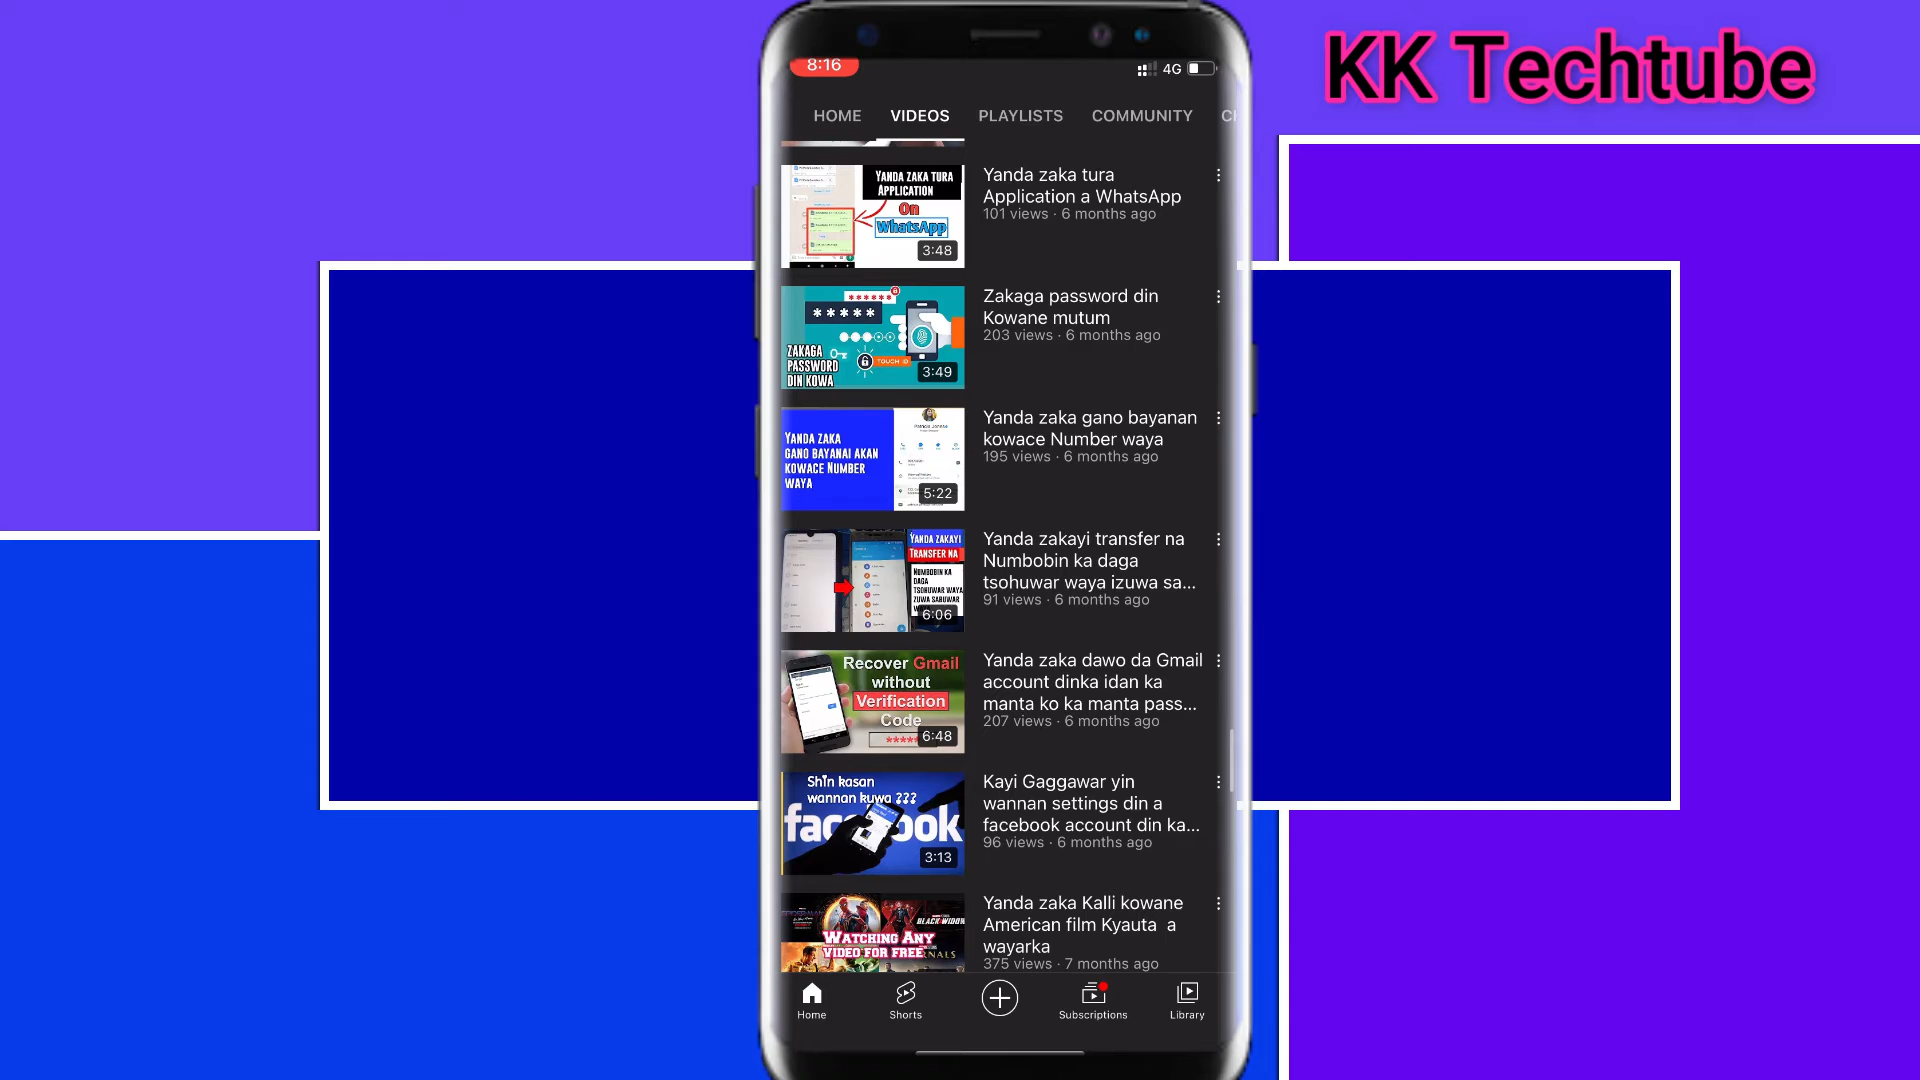 KK Techtube
8:16
4G
HOME VIDEOS PLAYLISTS COMMUNITY
YANDA ZAKA TURA
APPLICATION
On
WhatsApp
3:48
Yanda zaka tura
Application a WhatsApp
101 views · 6 months ago
******
*****
ZAKAGA
PASSWORD
DIN KOWA
TOUCH ID
3:49
Zakaga password din
Kowane mutum
203 views · 6 months ago
YANDA ZAKA
GANO BAYANAI AKAN
KOWACE NUMBER
WAYA
5:22
Yanda zaka gano bayanan
kowace Number waya
195 views · 6 months ago
YANDA ZAKAYI
TRANSFER NA
NUMBOBIN KA
DAGA
TSOHUWAR WAYA
ZUWA SABUWAR
6:06
Yanda zakayi transfer na
Numbobin ka daga
tsohuwar waya izuwa sa...
91 views · 6 months ago
Recover Gmail
without
Verification
Code
6:48
Yanda zaka dawo da Gmail
account dinka idan ka
manta ko ka manta pass...
207 views · 6 months ago
Shin kasan
wannan kuwa ???
facebook
3:13
Kayi Gaggawar yin
wannan settings din a
facebook account din ka...
96 views · 6 months ago
BLACK WIDOW
WATCHING ANY
VIDEO FOR FREE
Yanda zaka Kalli kowane
American film Kyauta a
wayarka
375 views · 7 months ago
Home Shorts Subscriptions Library